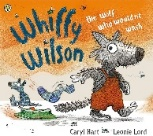 Whiffy
Wilson
The Wolf
who wouldn't
wash
Caryl Hart
Leonie Lord